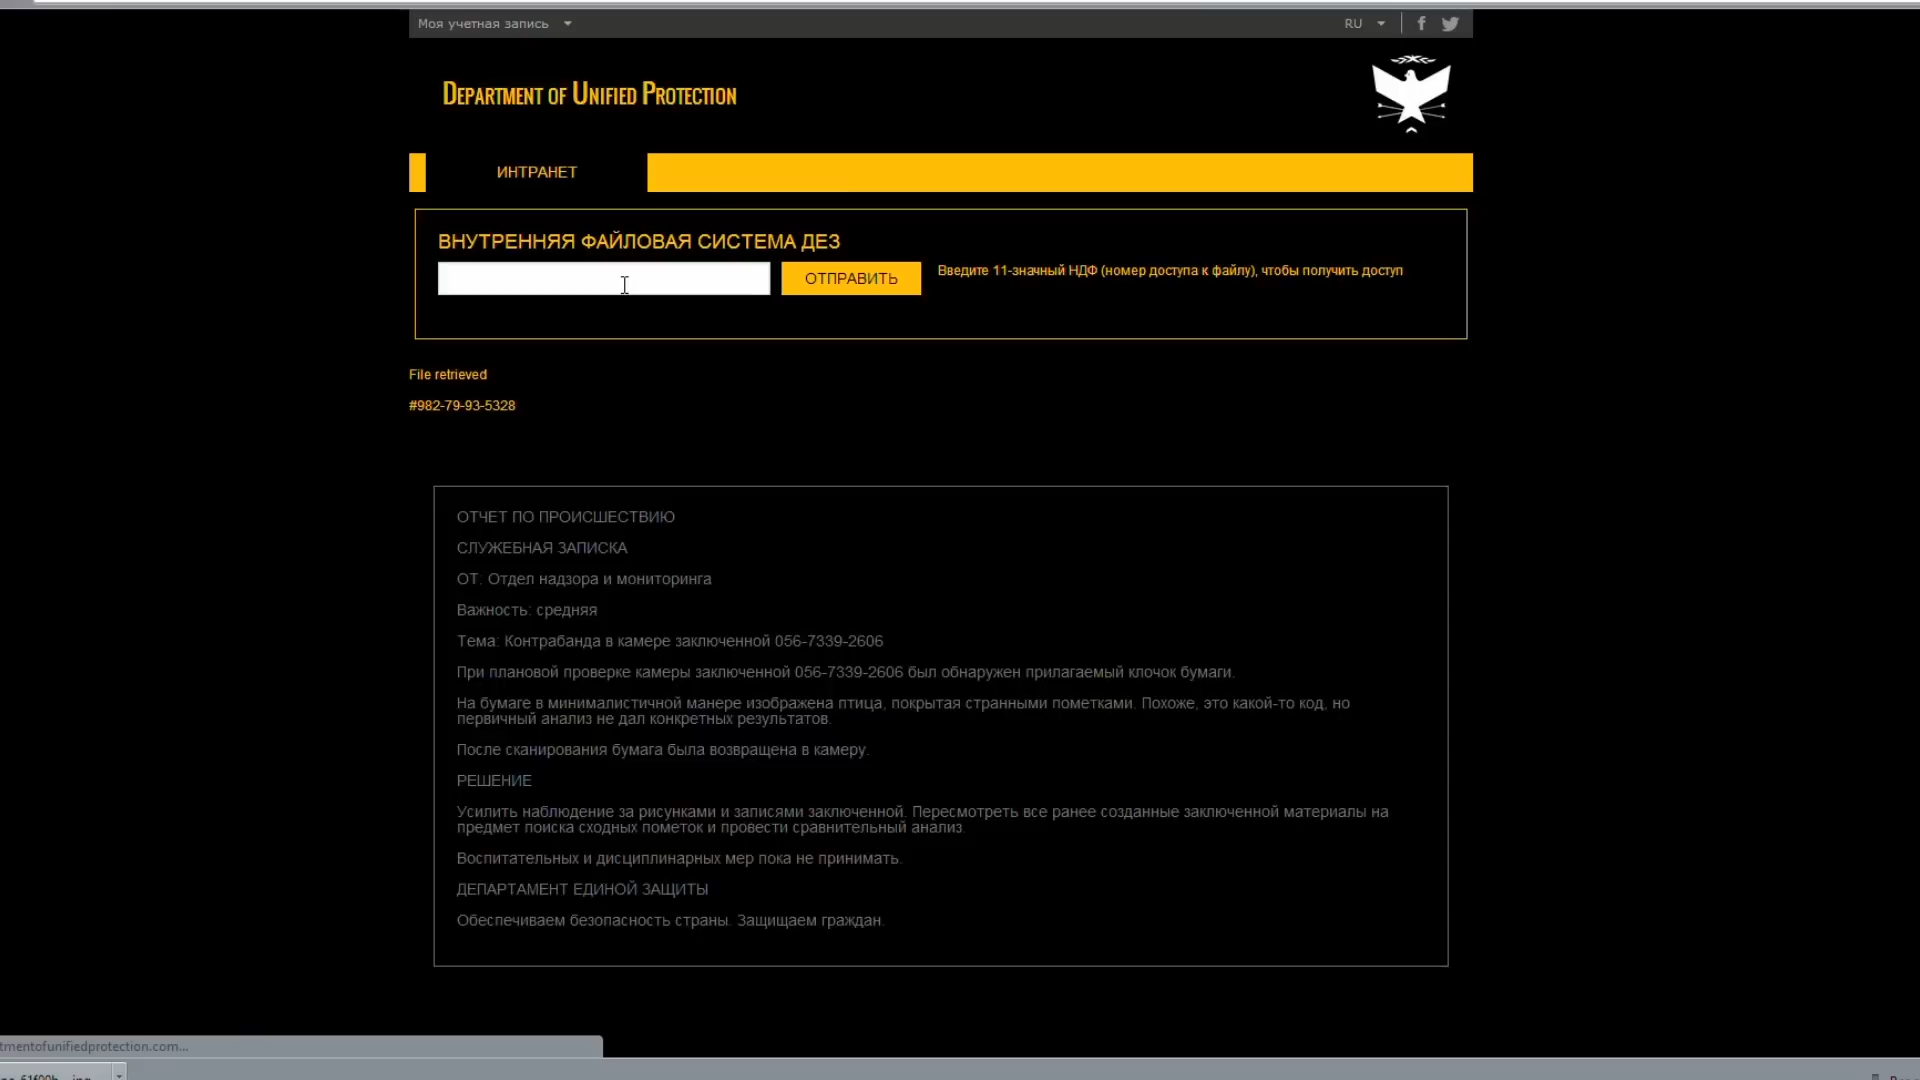 Моя учетная запись
RU
DEPARTMENT OF UNIFIED PROTECTION
ИНТРАНЕТ
ВНУТРЕННЯЯ ФАЙЛОВАЯ СИСТЕМА ДЕЗ
ОТПРАВИТЬ
Введите 11-значный НДФ (номер доступа к файлу), чтобы получить доступ
File retrieved
#982-79-93-5328
ОТЧЕТ ПО ПРОИСШЕСТВИЮ
СЛУЖЕБНАЯ ЗАПИСКА
ОТ: Отдел надзора и мониторинга
Важность: средняя
Тема: Контрабанда в камере заключенной 056-7339-2606
При плановой проверке камеры заключенной 056-7339-2606 был обнаружен прилагаемый клочок бумаги.
На бумаге в минималистичной манере изображена птица, покрытая странными пометками. Похоже, это какой-то код, но
первичный анализ не дал конкретных результатов.
После сканирования бумага была возвращена в камеру.
РЕШЕНИЕ
Усилить наблюдение за рисунками и записями заключенной. Пересмотреть все ранее созданные заключенной материалы на
предмет поиска сходных пометок и провести сравнительный анализ.
Воспитательных и дисциплинарных мер пока не принимать.
ДЕПАРТАМЕНТ ЕДИНОЙ ЗАЩИТЫ
Обеспечиваем безопасность страны. Защищаем граждан.
tmentofunifiedprotection.com...